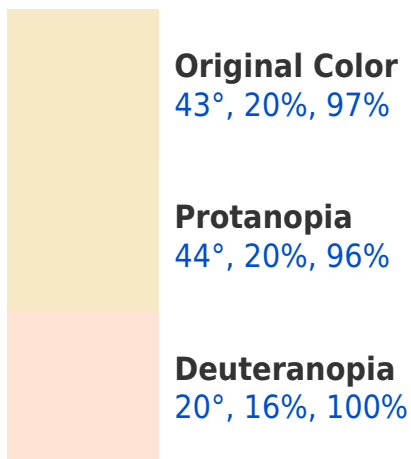 Original Color
43°, 20%, 97%
Protanopia
44°, 20%, 96%
Deuteranopia
20°, 16%, 100%